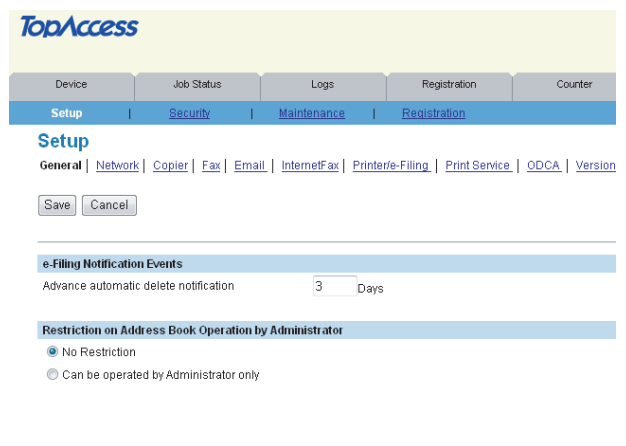 TopAccess
Device Job Status Logs Registration Counter
Setup | Security | Maintenance | Registration
Setup
General | Network | Copier | Fax | Email | InternetFax | Printer/e-Filing | Print Service | ODCA | Version
Save Cancel
e-Filing Notification Events
Advance automatic delete notification 3 Days
Restriction on Address Book Operation by Administrator
No Restriction
Can be operated by Administrator only